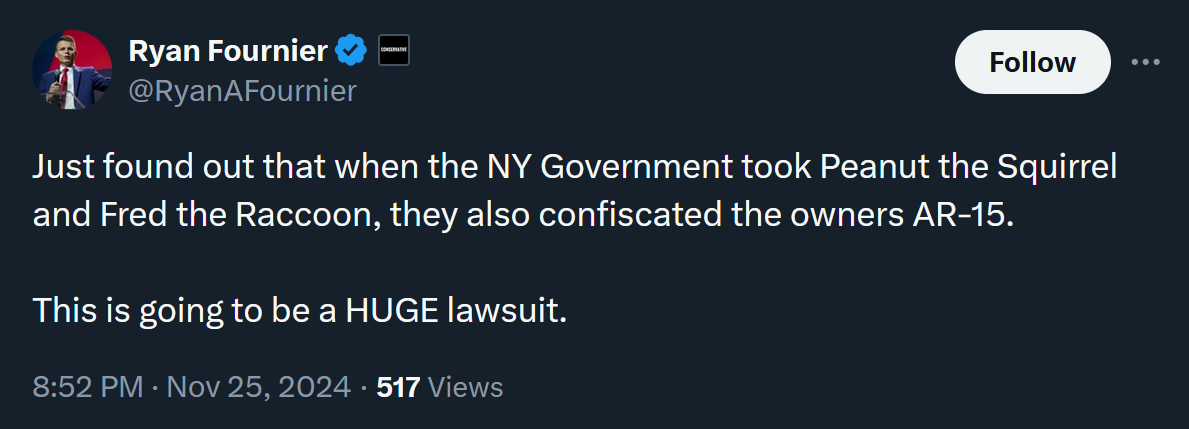 Ryan Fournier CONSERVATIVE
@RyanAFournier
Follow
Just found out that when the NY Government took Peanut the Squirrel
and Fred the Raccoon, they also confiscated the owners AR-15.
This is going to be a HUGE lawsuit.
8:52 PM · Nov 25, 2024 · 517 Views